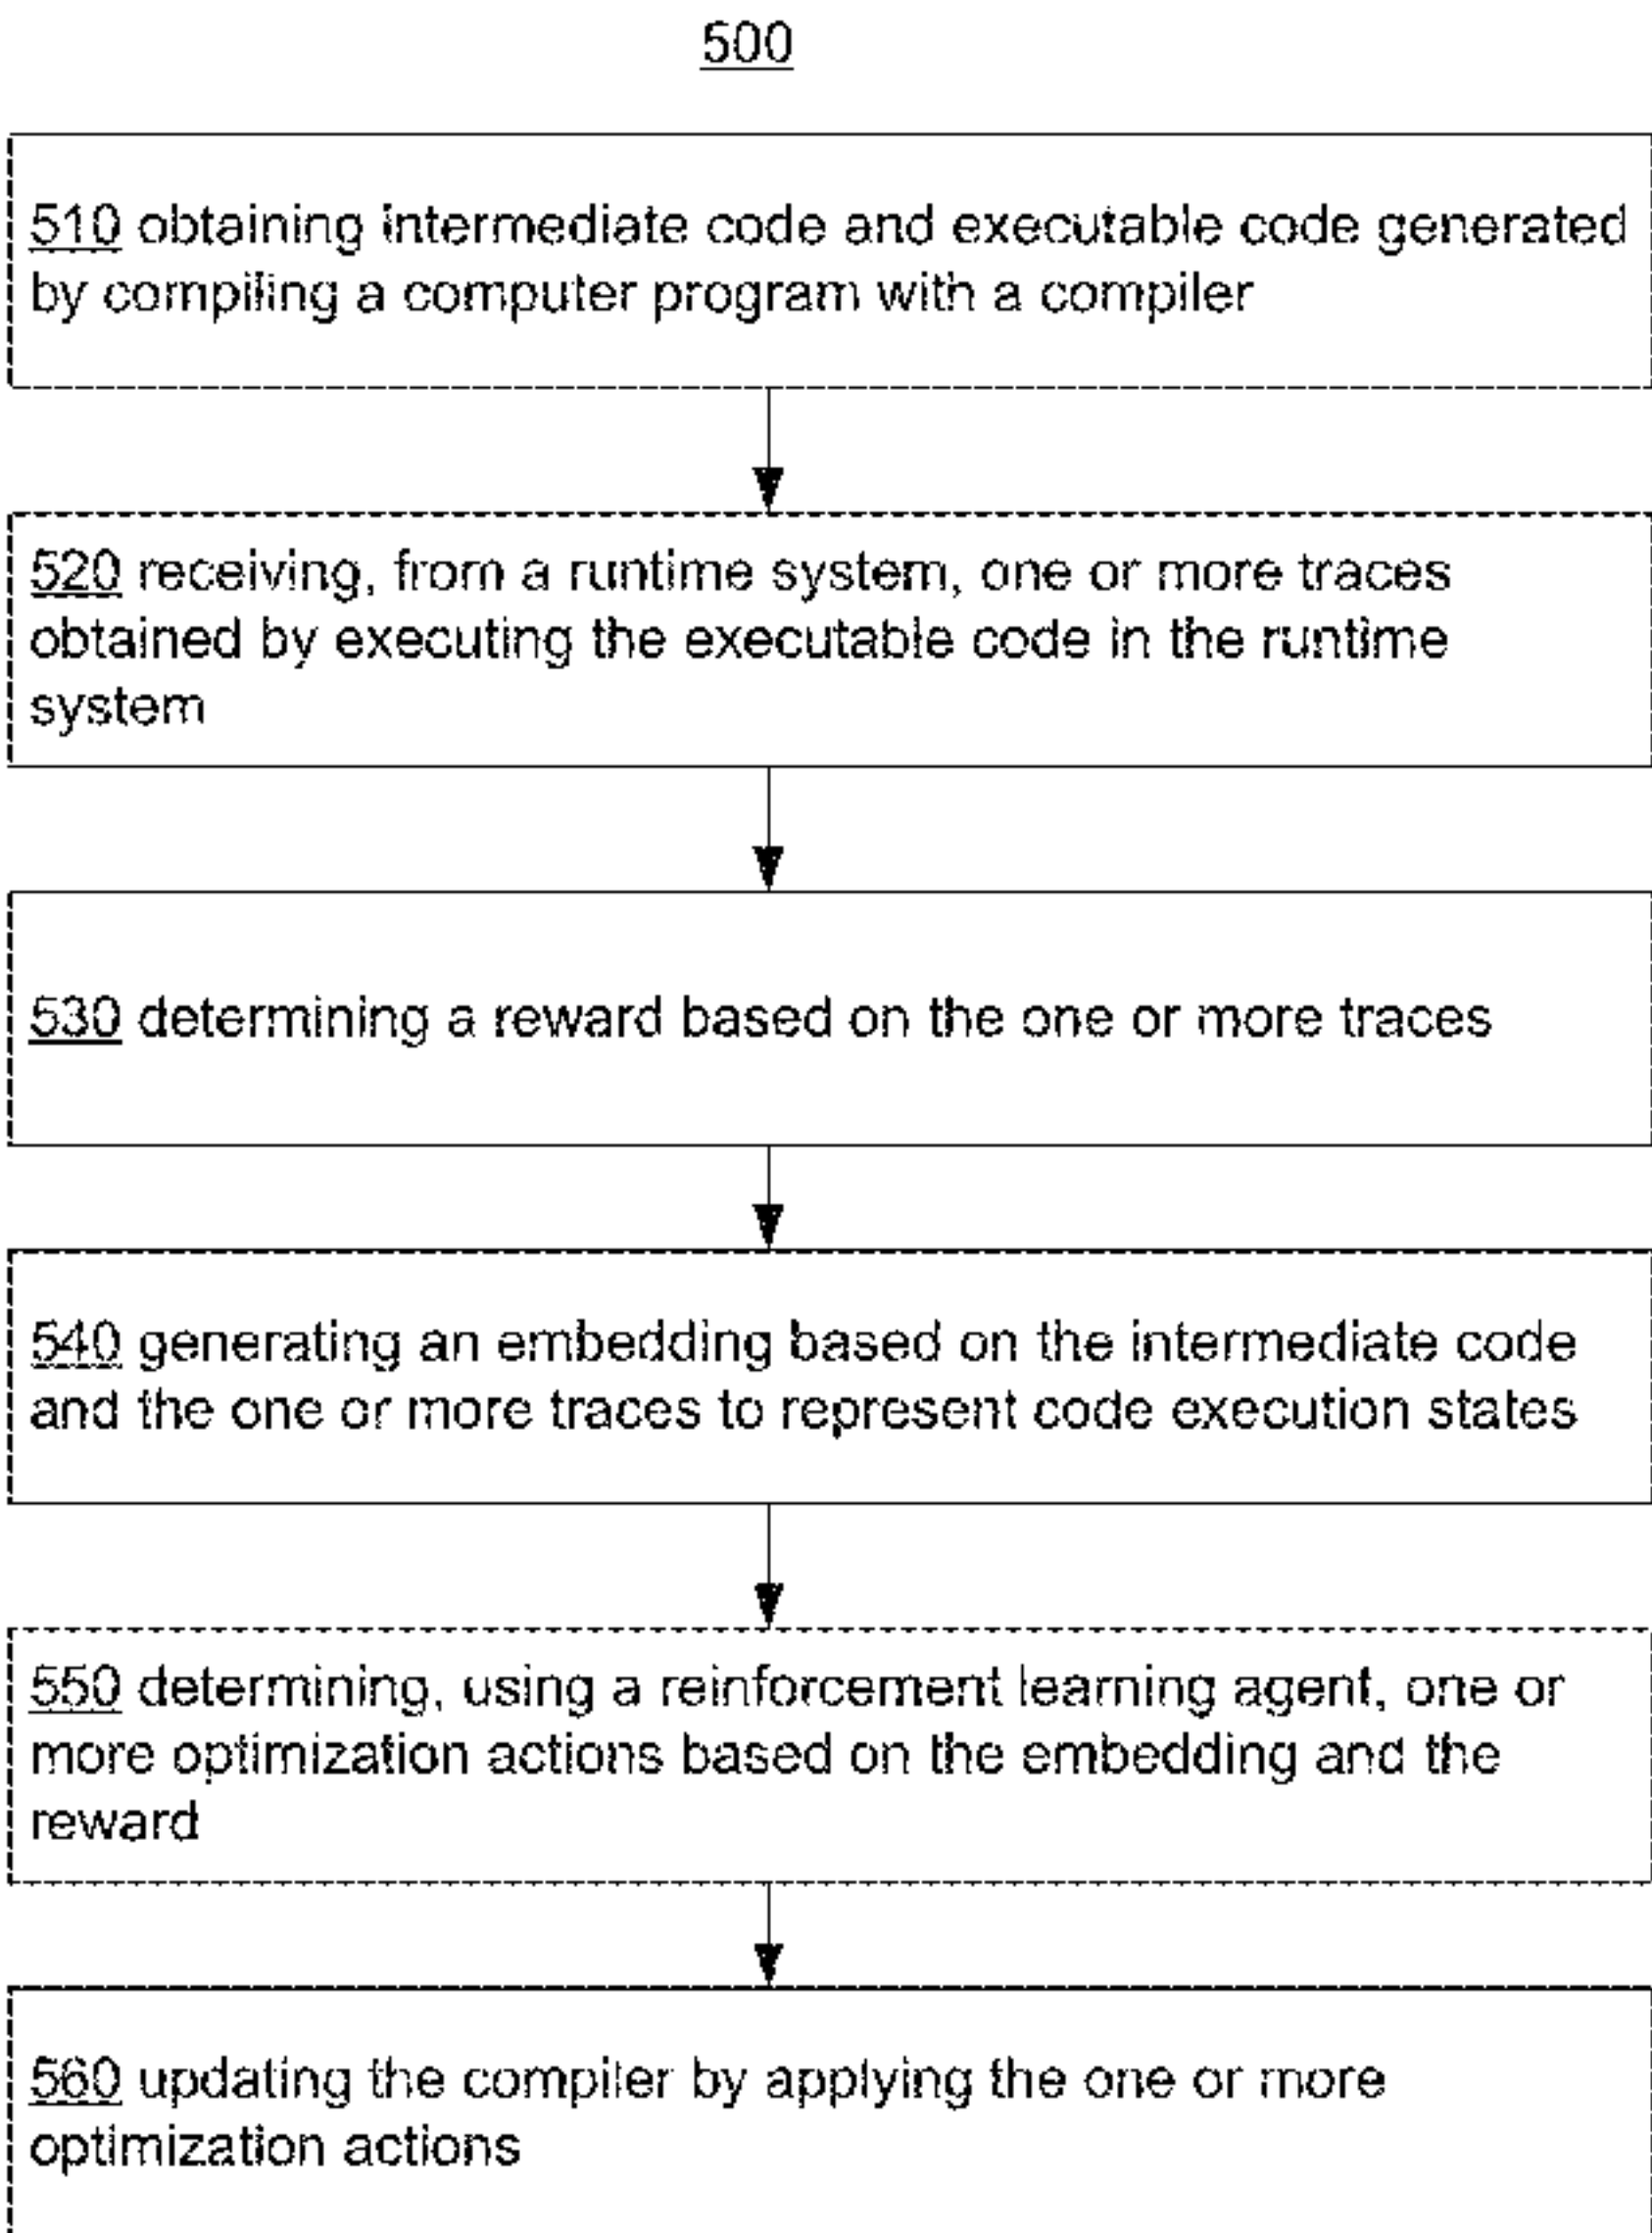 500
510 obtaining intermediate code and executable code generated
by compiling a computer program with a compiler
520 receiving, from a runtime system, one or more traces
obtained by executing the executable code in the runtime
system
530 determining a reward based on the one or more traces
540 generating an embedding based on the intermediate code
and the one or more traces to represent code execution states
550 determining, using a reinforcement learning agent, one or
more optimization actions based on the embedding and the
reward
560 updating the compiler by applying the one or more
optimization actions